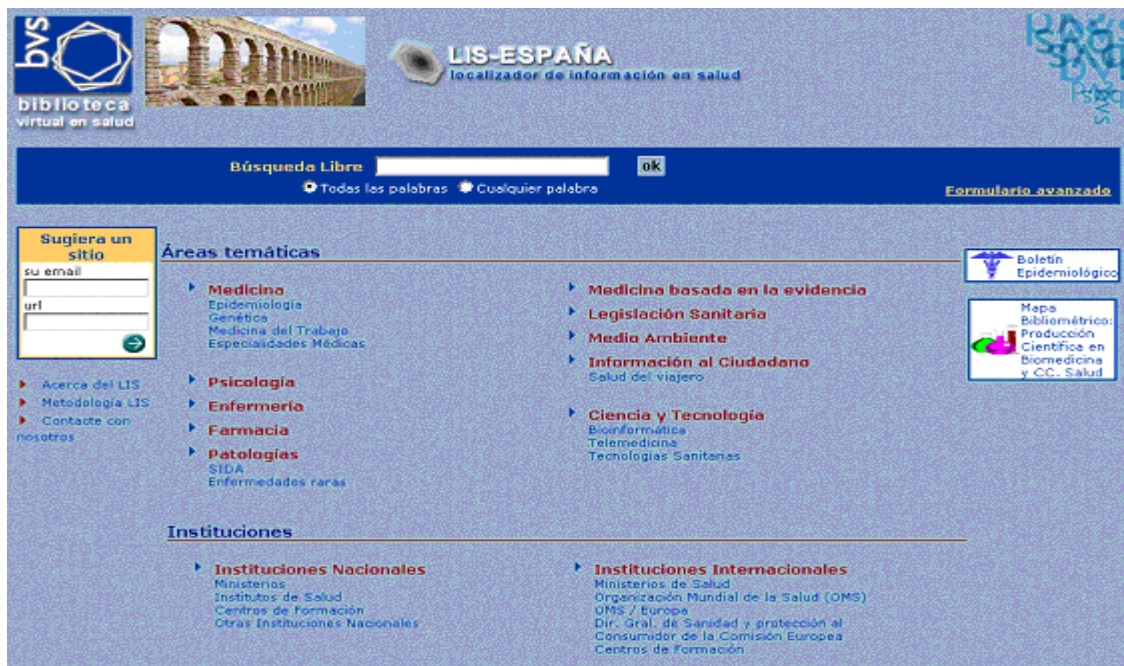 bvs
biblioteca
virtual en salud
LIS-ESPAÑA
localizador de información en salud
bvs
Búsqueda Libre
ok
Todas las palabras Cualquier palabra
Formulario avanzado
Sugiera un
sitio
su email
url
Acerca del LIS
Metodología LIS
Contacte con
nosotros
Áreas temáticas
Medicina
Epidemiología
Genética
Medicina del Trabajo
Especialidades Médicas
Psicología
Enfermería
Farmacia
Patologías
SIDA
Enfermedades raras
Medicina basada en la evidencia
Legislación Sanitaria
Medio Ambiente
Información al Ciudadano
Salud del viajero
Ciencia y Tecnología
Bioinformática
Telemedicina
Tecnologías Sanitarias
Boletín
Epidemiológico
Mapa
Bibliométrico:
Producción
Científica en
Biomedicina
y CC. Salud
Instituciones
Instituciones Nacionales
Ministerios
Institutos de Salud
Centros de Formación
Otras Instituciones Nacionales
Instituciones Internacionales
Ministerios de Salud
Organización Mundial de la Salud (OMS)
OMS / Europa
Dir. Gral. de Sanidad y protección al
Consumidor de la Comisión Europea
Centros de Formación